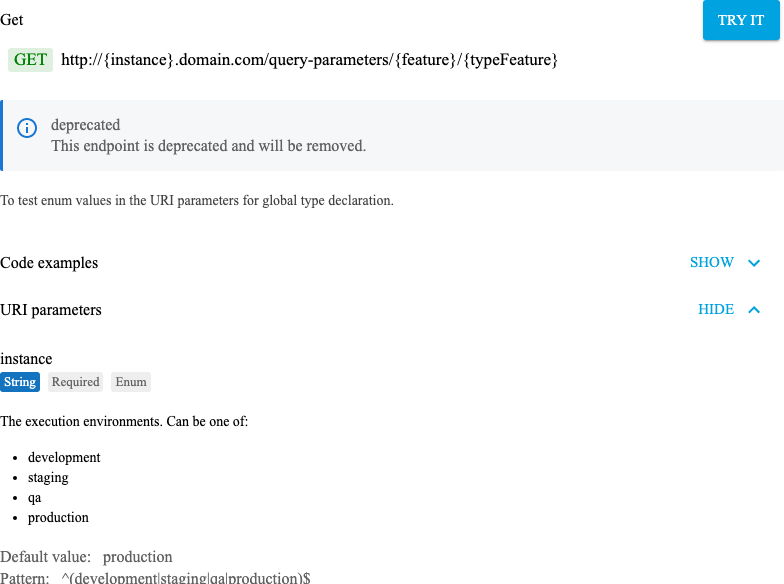 Get
TRY IT
GET http://{instance}.domain.com/query-parameters/{feature}/{typeFeature}
deprecated
This endpoint is deprecated and will be removed.
To test enum values in the URI parameters for global type declaration.
Code examples
SHOW
URI parameters
HIDE
instance
String Required Enum
The execution environments. Can be one of:
• development
• staging
• qa
• production
Default value: production
Pattern: ^(development|staging|qa|production)$